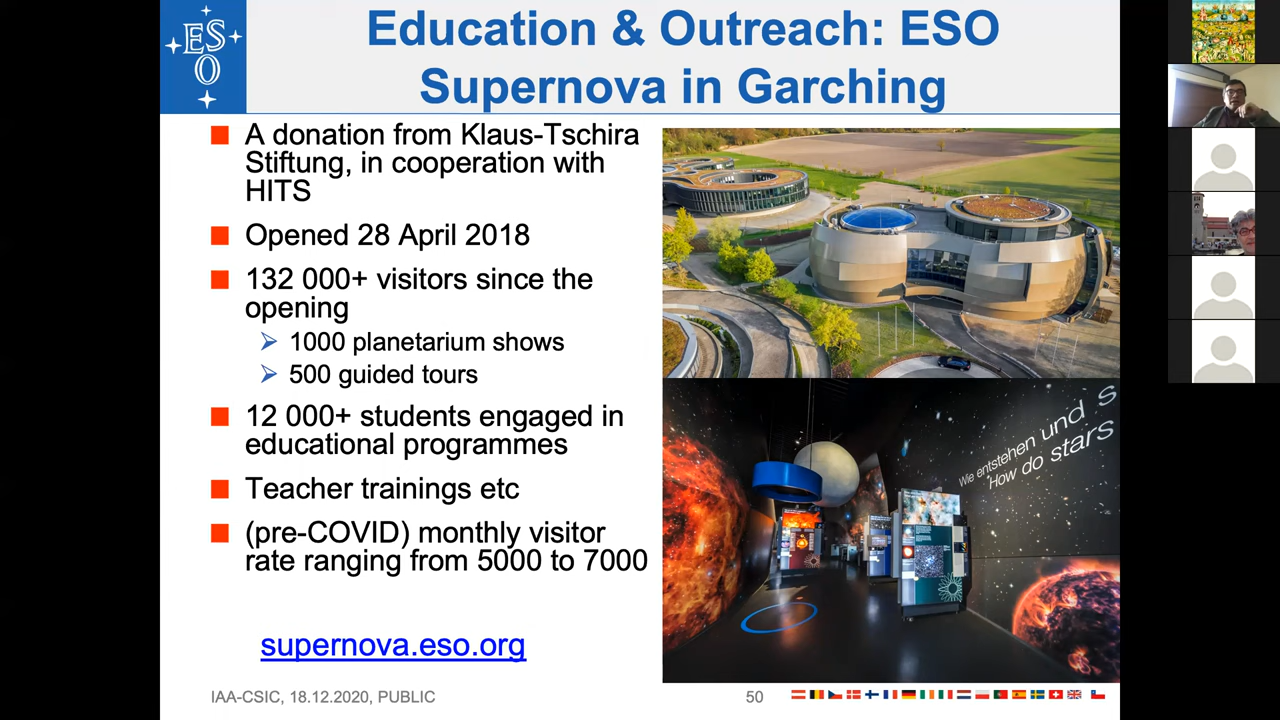 ES
O
Education & Outreach: ESO
Supernova in Garching
A donation from Klaus-Tschira
Stiftung, in cooperation with
HITS
Opened 28 April 2018
132 000+ visitors since the
opening
1000 planetarium shows
500 guided tours
12 000+ students engaged in
educational programmes
Teacher trainings etc
(pre-COVID) monthly visitor
rate ranging from 5000 to 7000
supernova.eso.org
Wie entstehen und s
How do stars
IAA-CSIC, 18.12.2020, PUBLIC
50